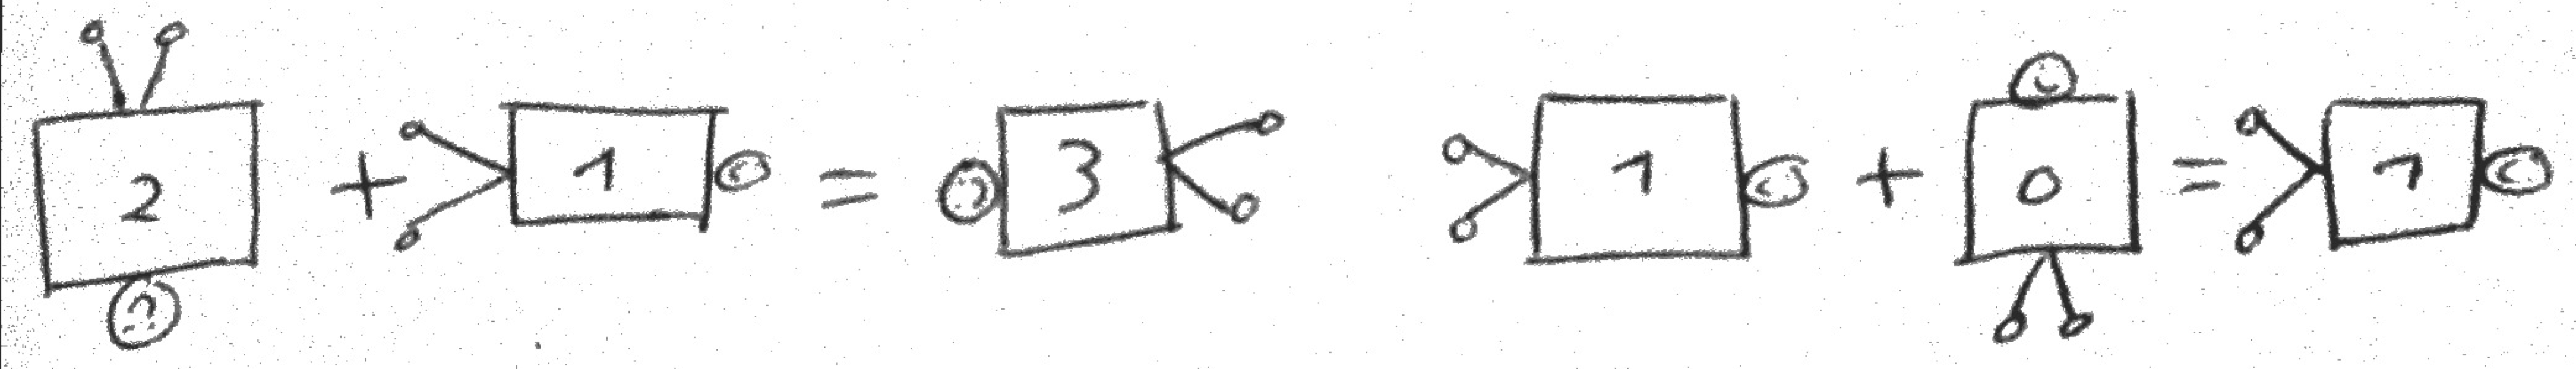 2 + 1 = 3 1 + 0 = 1